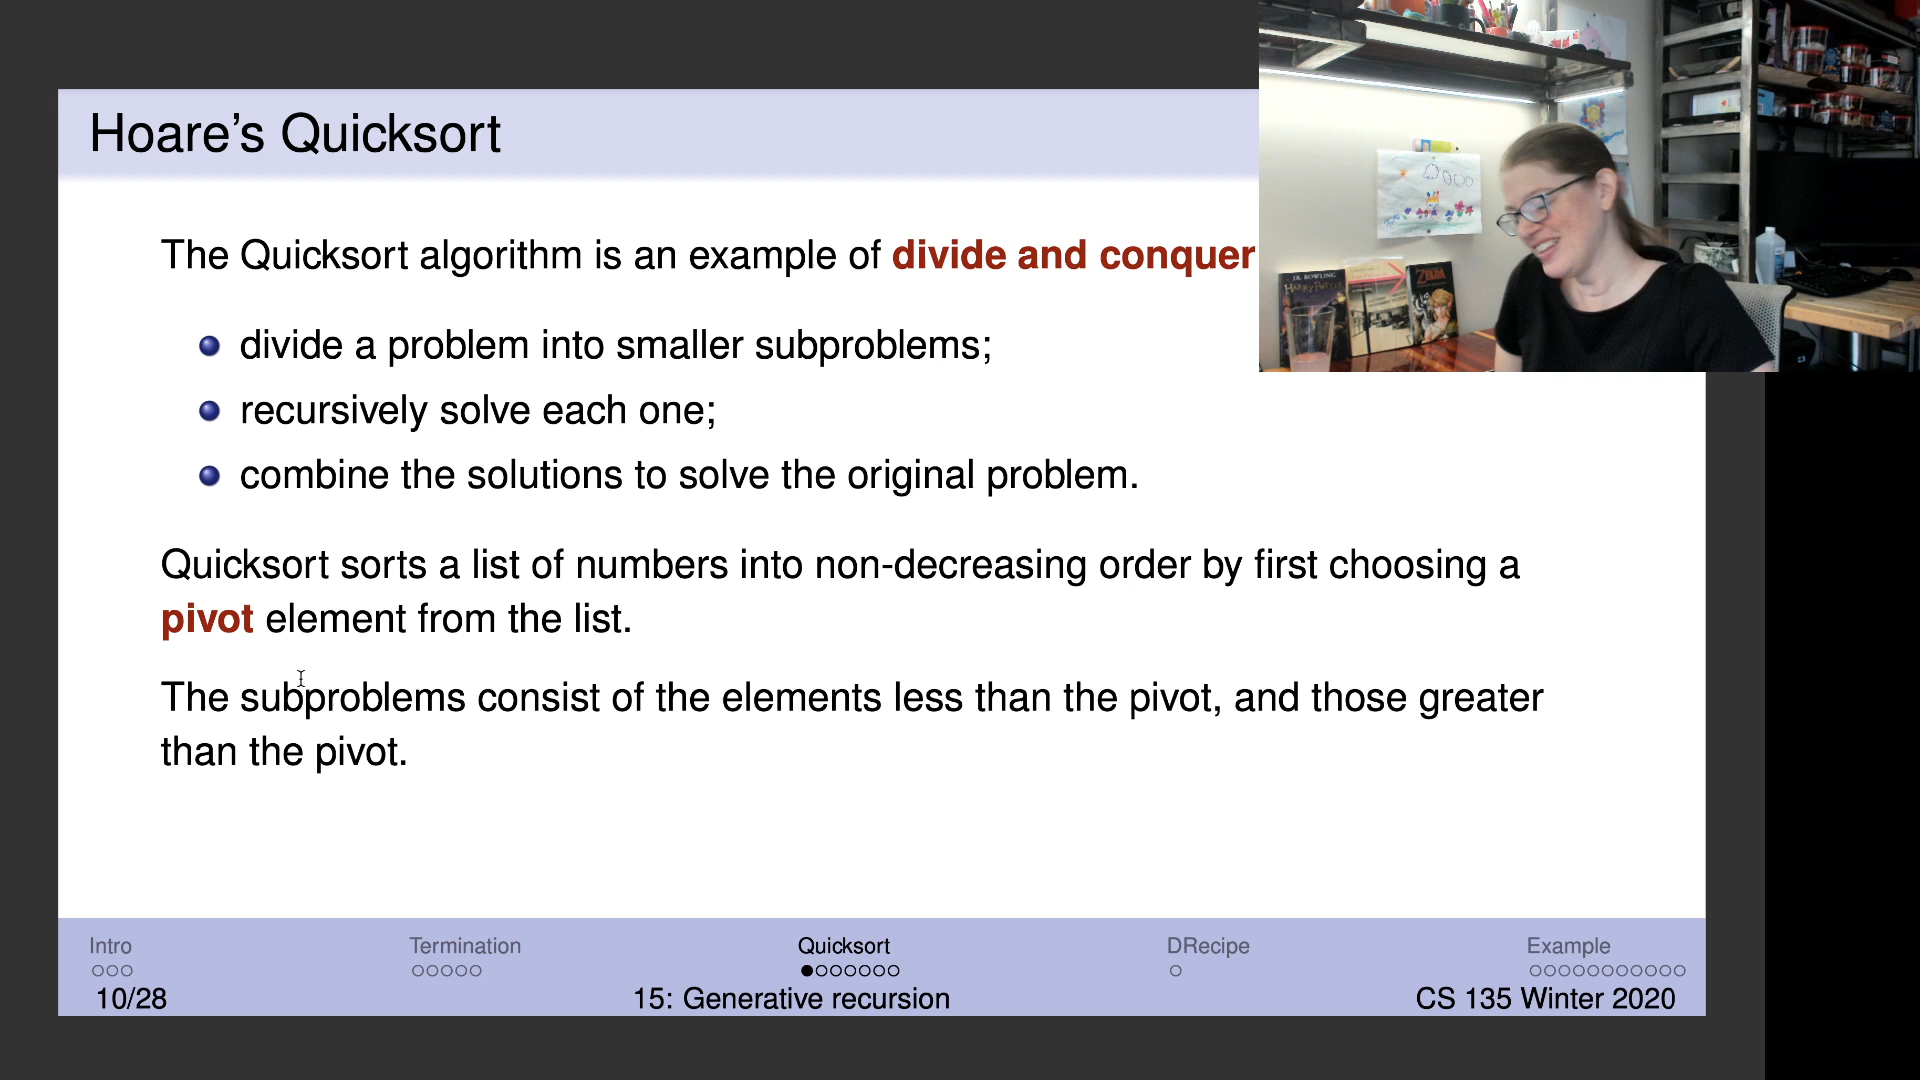 Hoare's Quicksort
The Quicksort algorithm is an example of divide and conquer
divide a problem into smaller subproblems;
recursively solve each one;
combine the solutions to solve the original problem.
Quicksort sorts a list of numbers into non-decreasing order by first choosing a
pivot element from the list.
The subproblems consist of the elements less than the pivot, and those greater
than the pivot.
Intro Termination Quicksort DRecipe Example
10/28 15: Generative recursion CS 135 Winter 2020
J.K. ROWLING
HARRY POTTER
ZELDA